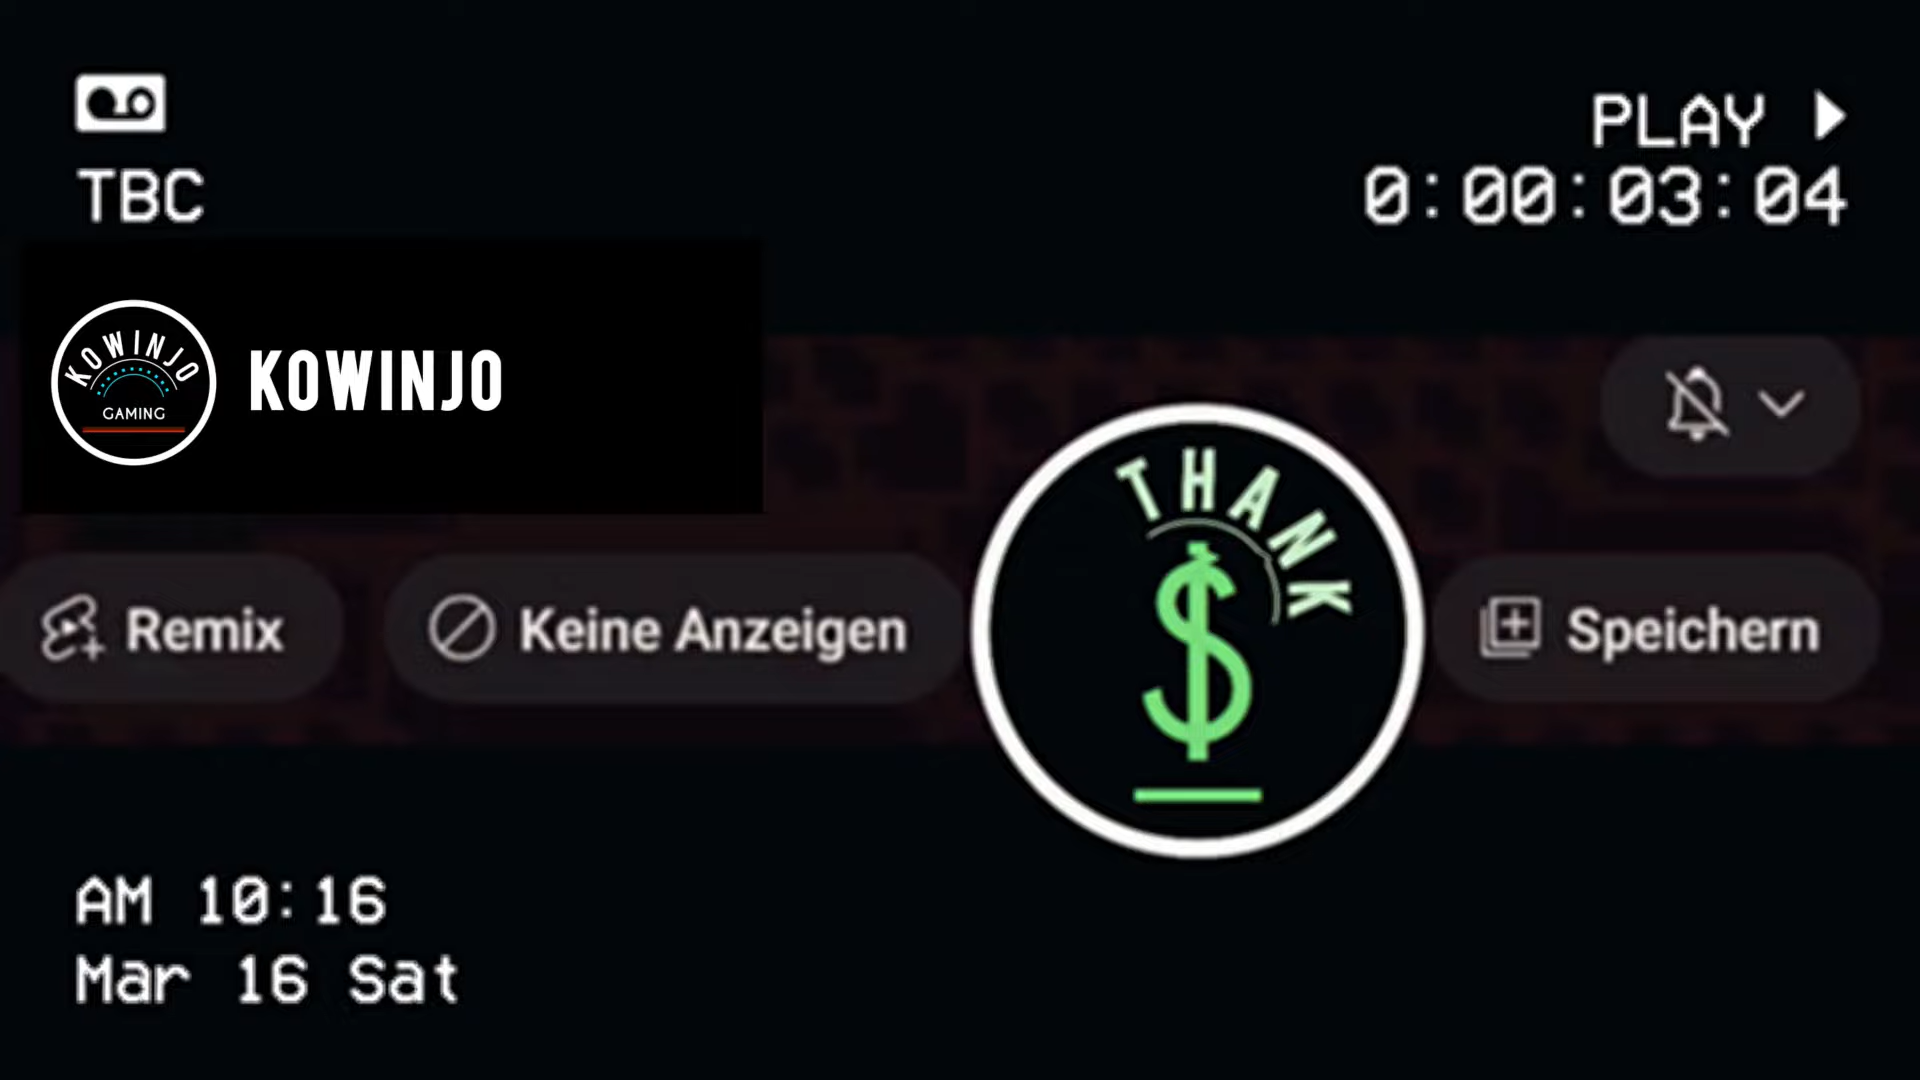 TBC
PLAY
0:00:03:04
KOWINJO
GAMING
KOWINJO
THANK
$
Remix
Keine Anzeigen
Speichern
AM 10:16
Mar 16 Sat